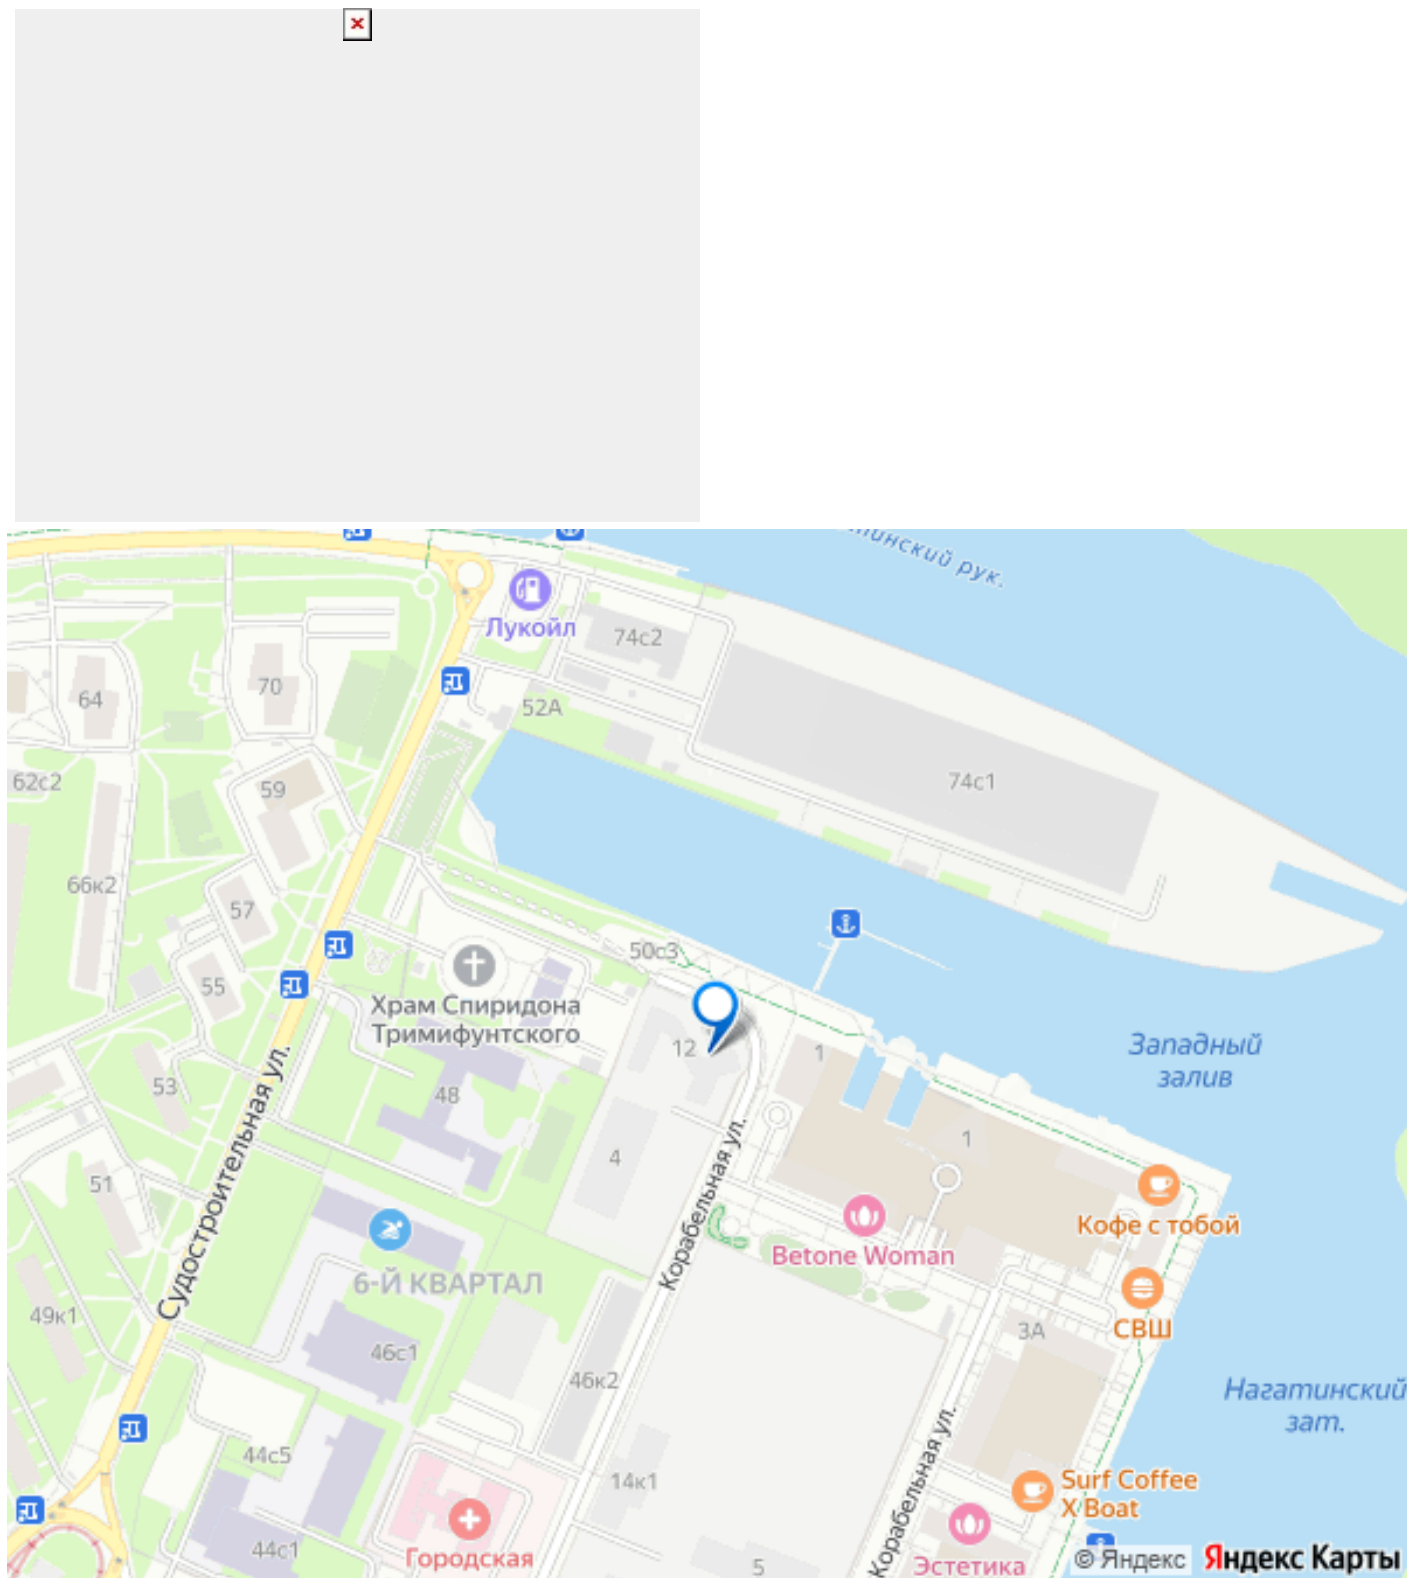 тинский рук.
Лукойл
74с2
70
64
52А
62с2
59
74с1
66к2
57
50с3
55
Храм Спиридона
Тримифунтского
12
1
Западный
залив
53
48
1
4
51
Судостроительная ул.
Корабельная ул.
Кофе с тобой
Betone Woman
6-Й КВАРТАЛ
49к1
3А
СВШ
46с1
46к2
Нагатинский
зат.
44с5
14к1
Surf Coffee
X Boat
Корабельная ул.
44с1
Городская
5
Эстетика
© Яндекс Яндекс Карты